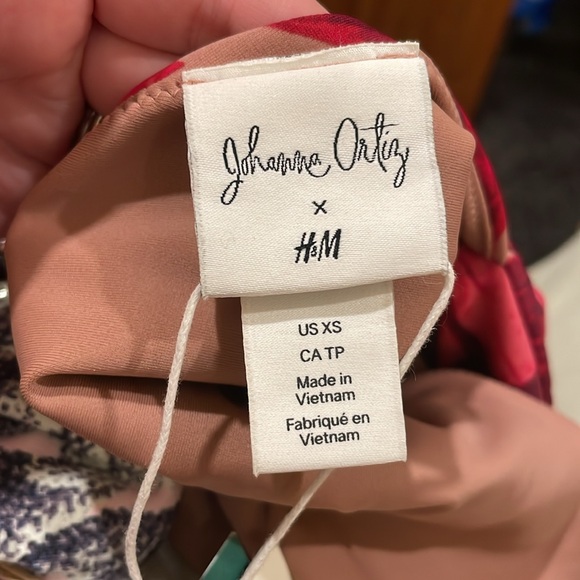 Johanna Ortiz
x
H&M
US XS
CA TP
Made in
Vietnam
Fabriqué en
Vietnam